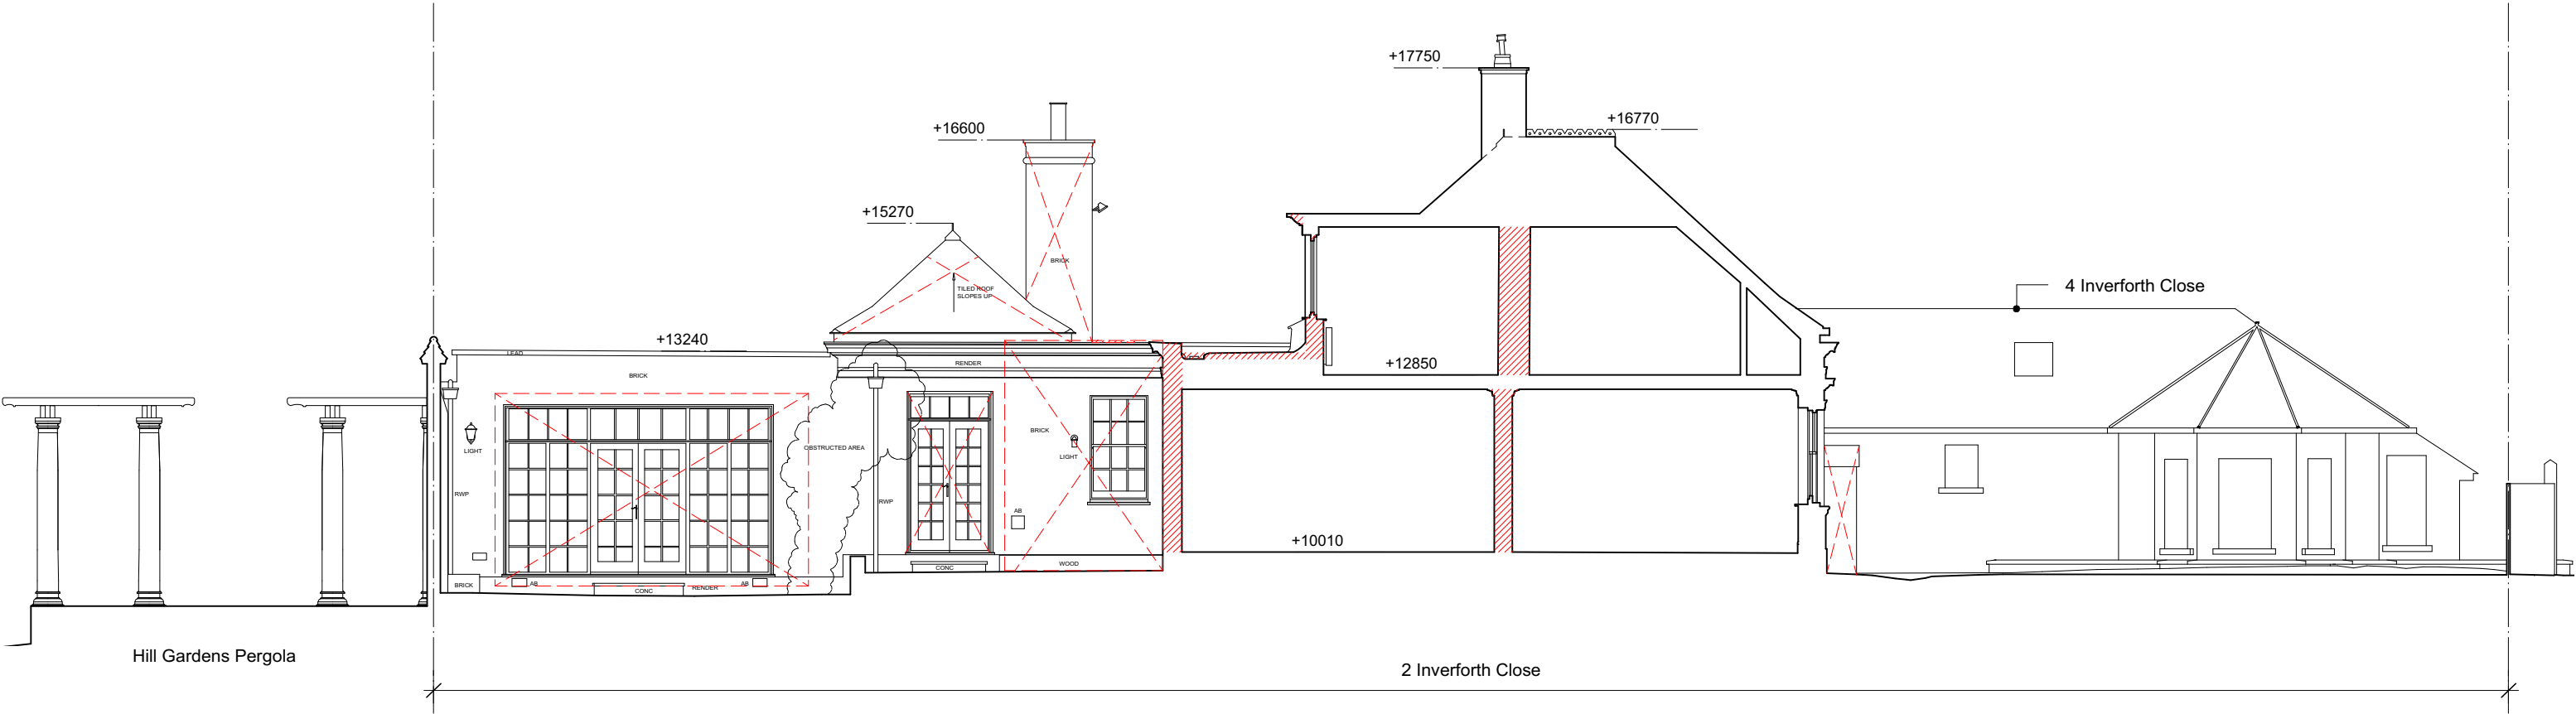 +17750
+16770
+16600
+15270
BRICK
TILED ROOF
SLOPES UP
4 Inverforth Close
+13240
LEAD
RENDER
+12850
BRICK
OBSTRUCTED AREA
BRICK
LIGHT
LIGHT
RWP
RWP
AB
+10010
BRICK
AB
CONC
RENDER
AB
CONC
WOOD
Hill Gardens Pergola
2 Inverforth Close